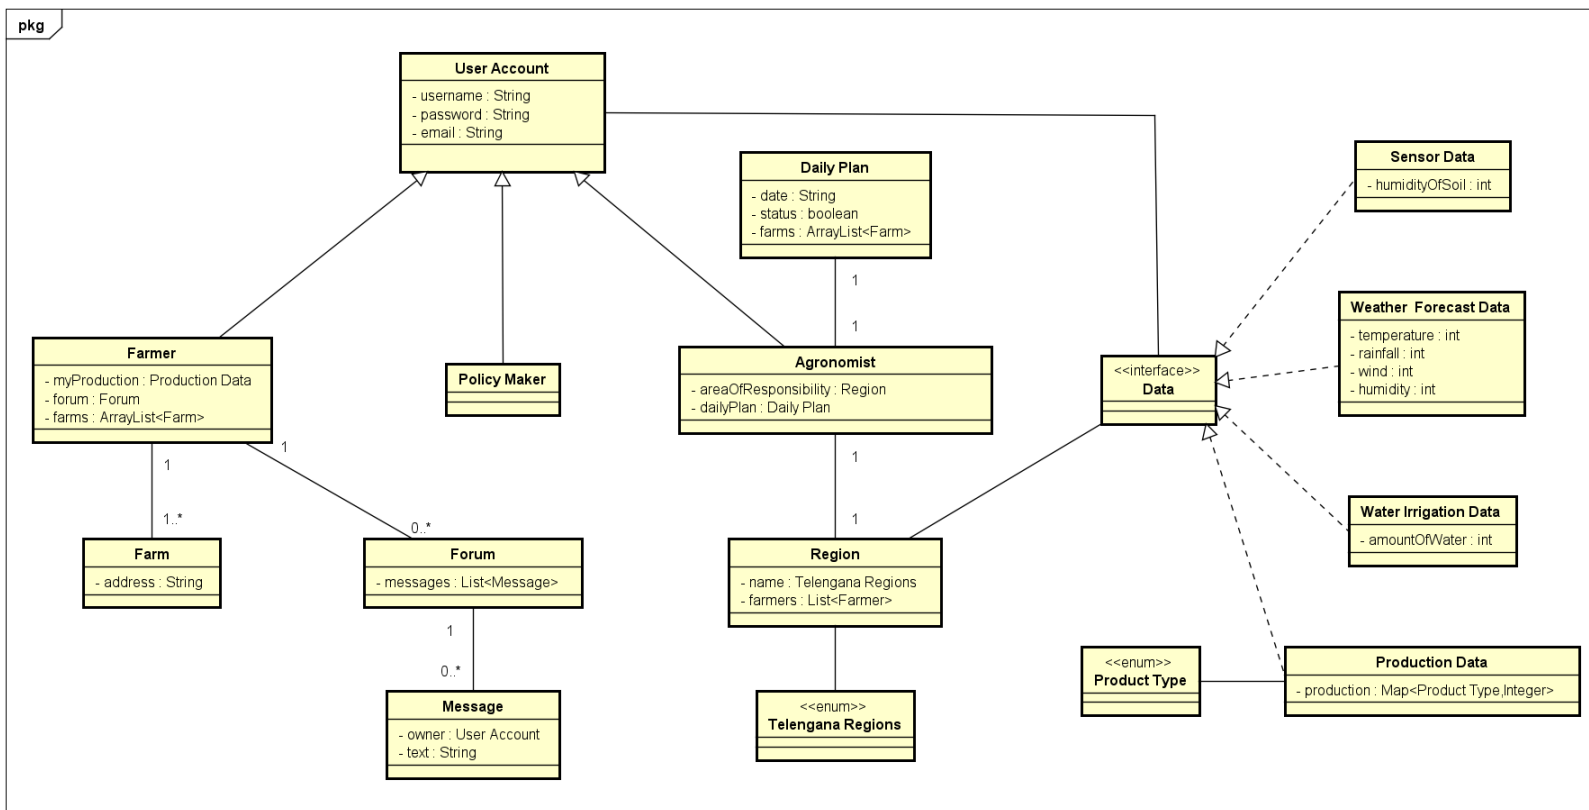 pkg
User Account
- username : String
- password : String
- email : String
Daily Plan
- date : String
- status : boolean
- farms : ArrayList<Farm>
Sensor Data
- humidityOfSoil : int
Weather  Forecast Data
- temperature : int
- rainfall : int
- wind : int
- humidity : int
1
1
Farmer
- myProduction : Production Data
- forum : Forum
- farms : ArrayList<Farm>
Policy Maker
Agronomist
- areaOfResponsibility : Region
- dailyPlan : Daily Plan
<<interface>>
Data
1
1
1
1..*
0..*
1
Water Irrigation Data
- amountOfWater : int
Farm
- address : String
Forum
- messages : List<Message>
Region
- name : Telengana Regions
- farmers : List<Farmer>
1
0..*
<<enum>>
Product Type
Production Data
- production : Map<Product Type,Integer>
Message
- owner : User Account
- text : String
<<enum>>
Telengana Regions